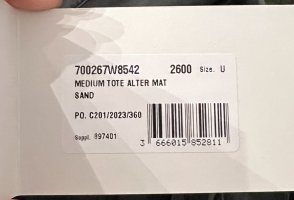 700267W8542 2600 Size. U
MEDIUM TOTE ALTER MAT
SAND
PO. C201/2023/360
Suppl. 897401
3 666015 852811